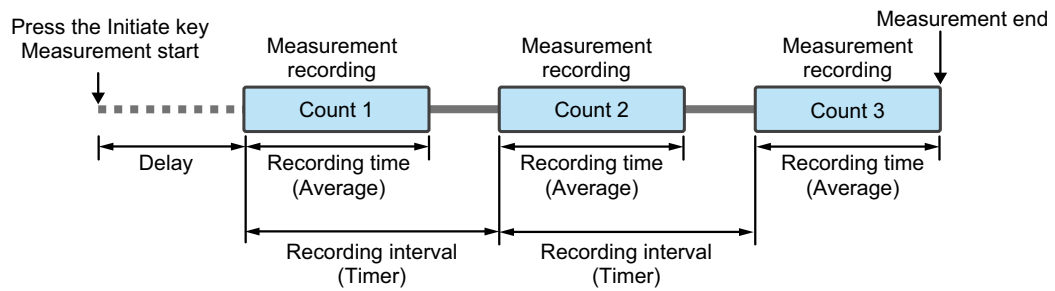 Press the Initiate key
Measurement start
Measurement end
Measurement
recording
Measurement
recording
Measurement
recording
Count 1
Count 2
Count 3
Delay
Recording time
(Average)
Recording time
(Average)
Recording time
(Average)
Recording interval
(Timer)
Recording interval
(Timer)